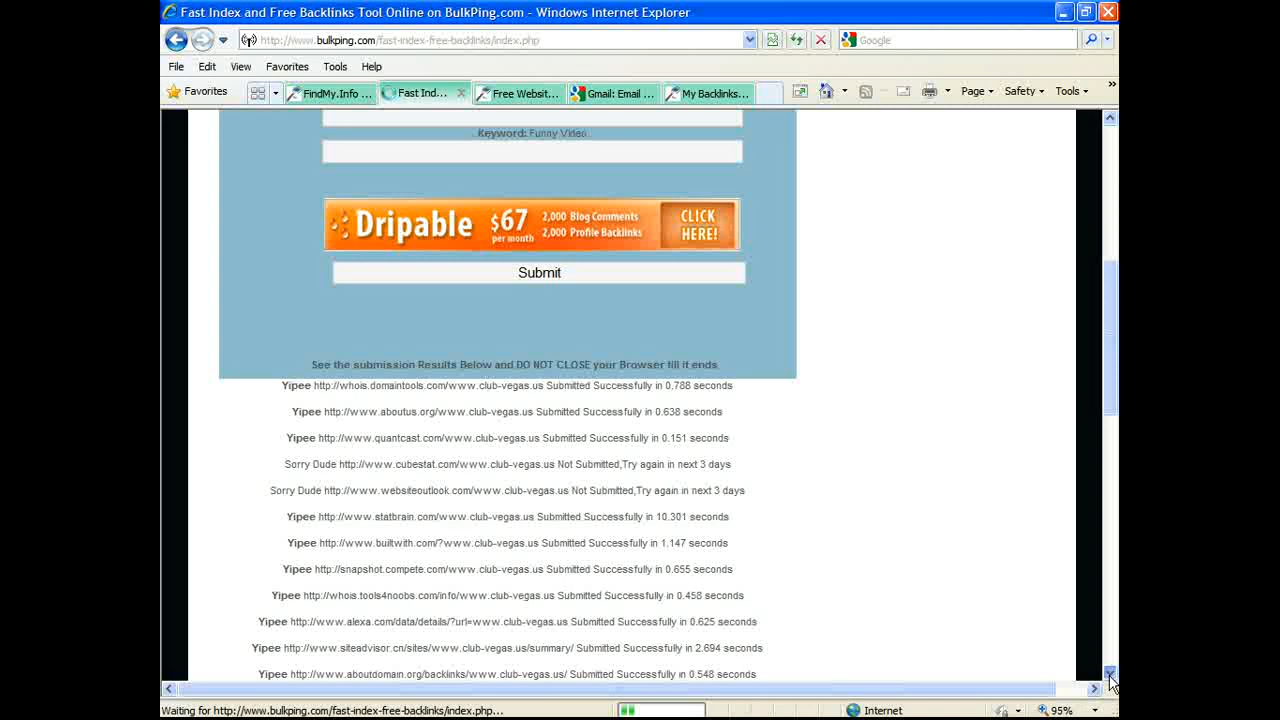 Fast Index and Free Backlinks Tool Online on BulkPing.com - Windows Internet Explorer
http://www.bulkping.com/fast-index-free-backlinks/index.php
Google
File Edit View Favorites Tools Help
Favorites
FindMy.Info ...
Fast Ind...
Free Websit...
Gmail: Email ...
My Backlinks...
Page
Safety
Tools
Keyword: Funny Video
Dripable $67 per month
2,000 Blog Comments
2,000 Profile Backlinks
CLICK HERE!
Submit
See the submission Results Below and DO NOT CLOSE your Browser till it ends
Yipee http://whois.domaintools.com/www.club-vegas.us Submitted Successfully in 0.788 seconds
Yipee http://www.aboutus.org/www.club-vegas.us Submitted Successfully in 0.638 seconds
Yipee http://www.quantcast.com/www.club-vegas.us Submitted Successfully in 0.151 seconds
Sorry Dude http://www.cubestat.com/www.club-vegas.us Not Submitted,Try again in next 3 days
Sorry Dude http://www.websiteoutlook.com/www.club-vegas.us Not Submitted,Try again in next 3 days
Yipee http://www.statbrain.com/www.club-vegas.us Submitted Successfully in 10.301 seconds
Yipee http://www.builtwith.com/?www.club-vegas.us Submitted Successfully in 1.147 seconds
Yipee http://snapshot.compete.com/www.club-vegas.us Submitted Successfully in 0.655 seconds
Yipee http://whois.tools4noobs.com/info/www.club-vegas.us Submitted Successfully in 0.458 seconds
Yipee http://www.alexa.com/data/details/?url=www.club-vegas.us Submitted Successfully in 0.625 seconds
Yipee http://www.siteadvisor.cn/sites/www.club-vegas.us/summary/ Submitted Successfully in 2.694 seconds
Yipee http://www.aboutdomain.org/backlinks/www.club-vegas.us/ Submitted Successfully in 0.548 seconds
Waiting for http://www.bulkping.com/fast-index-free-backlinks/index.php...
Internet
95%